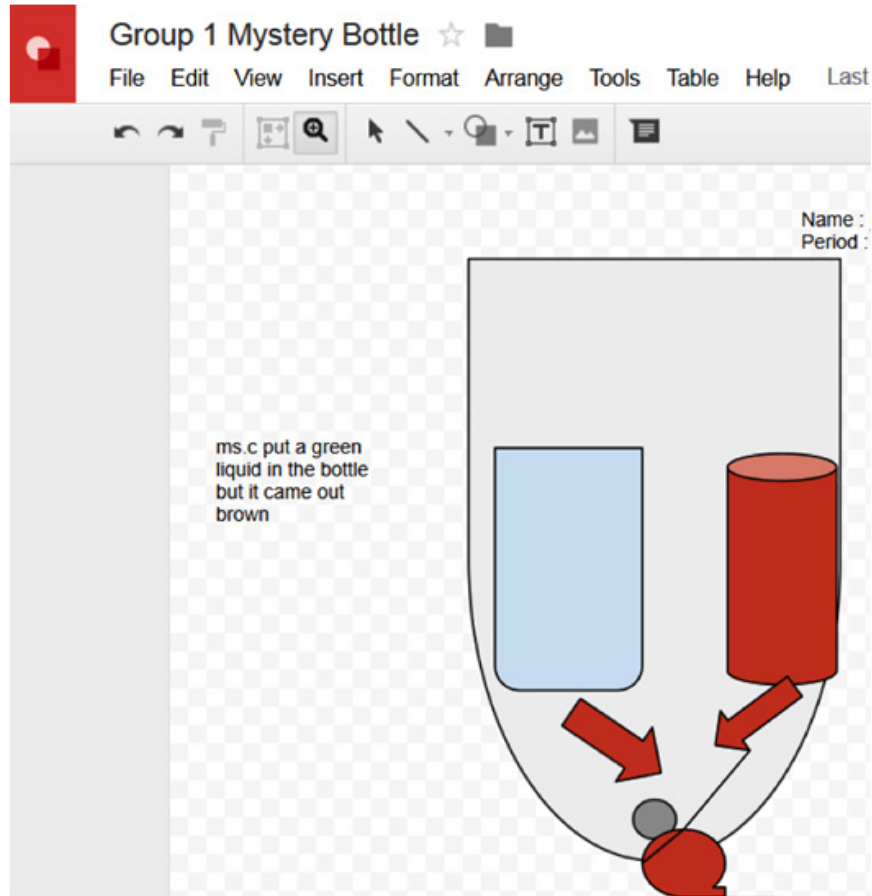 Group 1 Mystery Bottle
File Edit View Insert Format Arrange Tools Table Help Last
Name :
Period :
ms.c put a green
liquid in the bottle
but it came out
brown